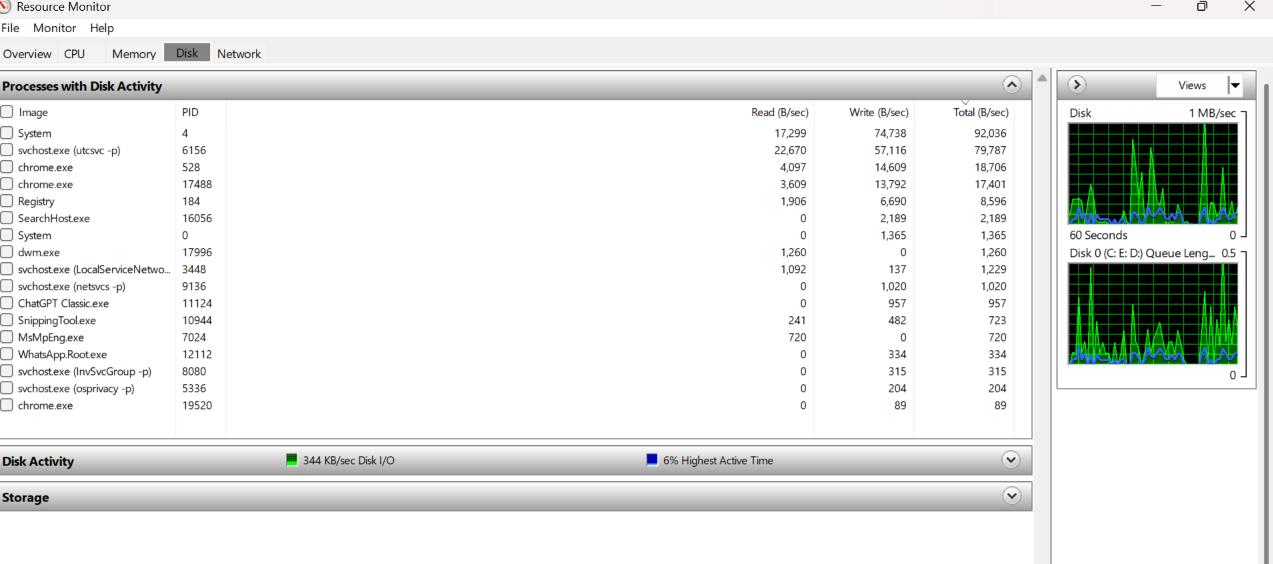 Resource Monitor
File Monitor Help
Overview CPU Memory Disk Network
Processes with Disk Activity
Image PID Read (B/sec) Write (B/sec) Total (B/sec)
System 4 17,299 74,738 92,036
svchost.exe (utcsvc -p) 6156 22,670 57,116 79,787
chrome.exe 528 4,097 14,609 18,706
chrome.exe 17488 3,609 13,792 17,401
Registry 184 1,906 6,690 8,596
SearchHost.exe 16056 0 2,189 2,189
System 0 0 1,365 1,365
dwm.exe 17996 1,260 0 1,260
svchost.exe (LocalServiceNetwo... 3448 1,092 137 1,229
svchost.exe (netsvcs -p) 9136 0 1,020 1,020
ChatGPT Classic.exe 11124 0 957 957
SnippingTool.exe 10944 241 482 723
MsMpEng.exe 7024 720 0 720
WhatsApp.Root.exe 12112 0 334 334
svchost.exe (InvSvcGroup -p) 8080 0 315 315
svchost.exe (osprivacy -p) 5336 0 204 204
chrome.exe 19520 0 89 89
Disk Activity 344 KB/sec Disk I/O 6% Highest Active Time
Storage
Views
Disk 1 MB/sec
60 Seconds 0
Disk 0 (C: E: D:) Queue Leng... 0.5
0